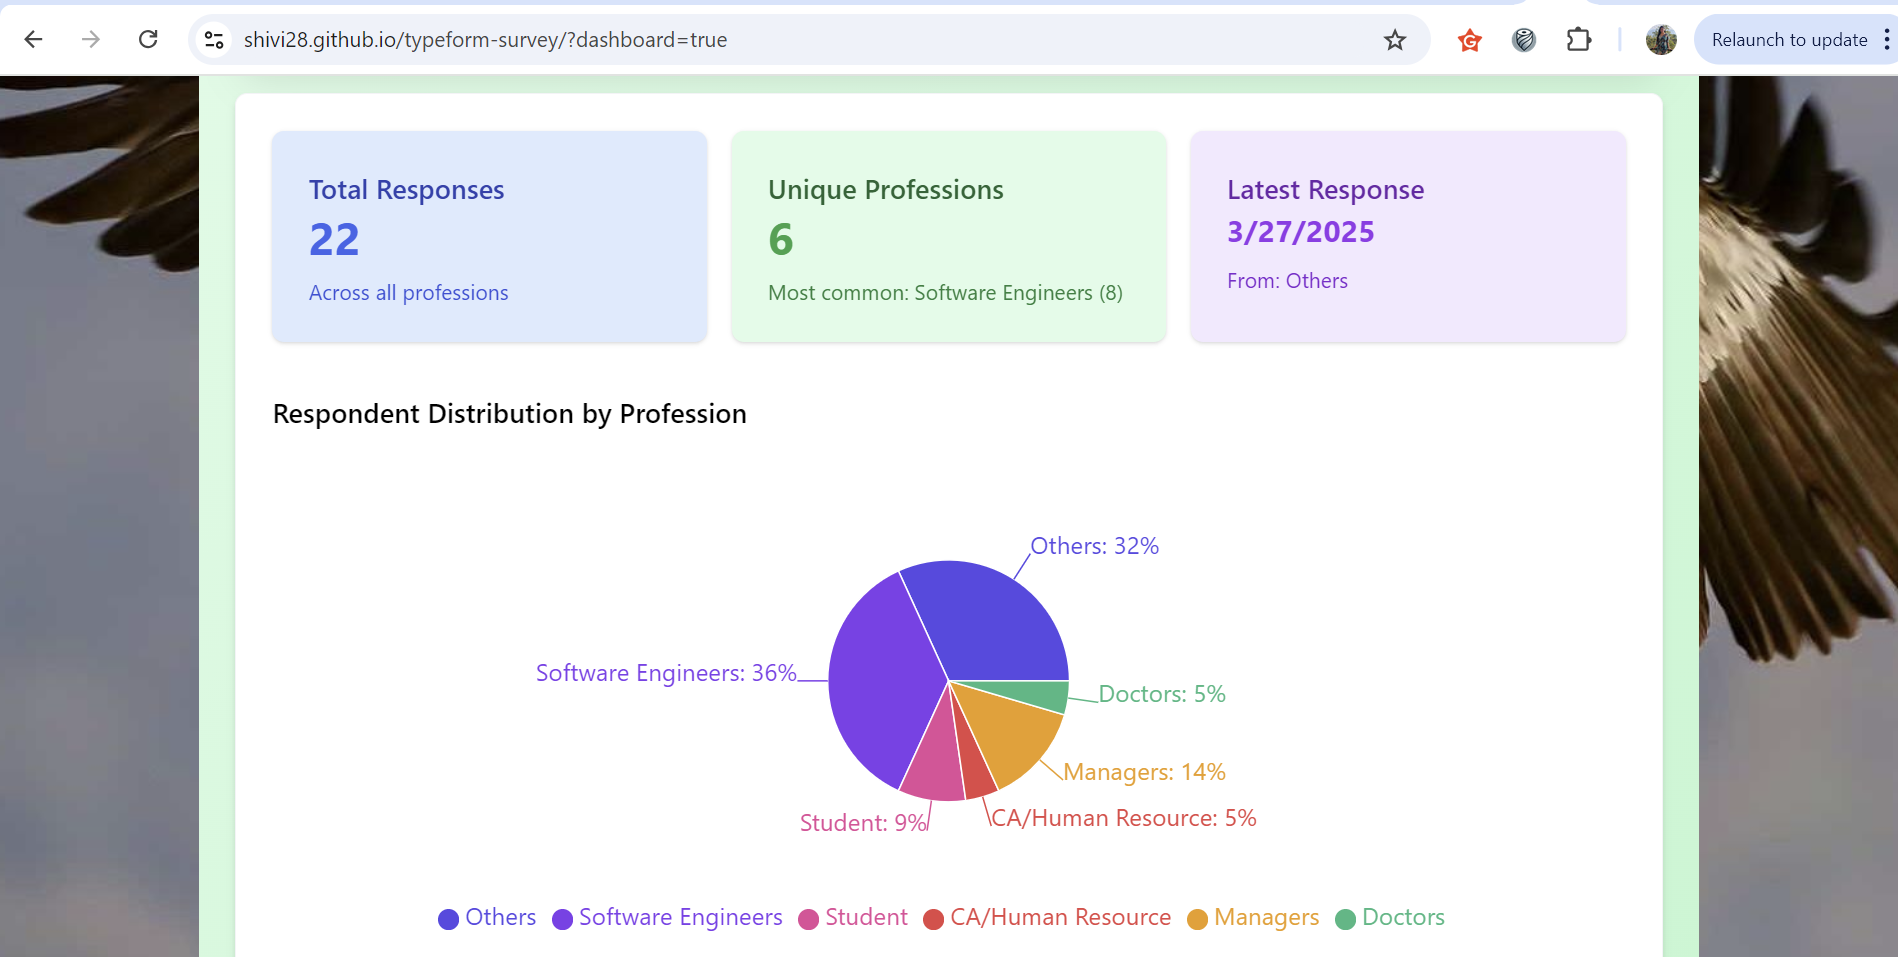 shivi28.github.io/typeform-survey/?dashboard=true
Relaunch to update
Total Responses
22
Across all professions
Unique Professions
6
Most common: Software Engineers (8)
Latest Response
3/27/2025
From: Others
Respondent Distribution by Profession
Others: 32%
Software Engineers: 36%
Doctors: 5%
Managers: 14%
CA/Human Resource: 5%
Student: 9%
Others Software Engineers Student CA/Human Resource Managers Doctors